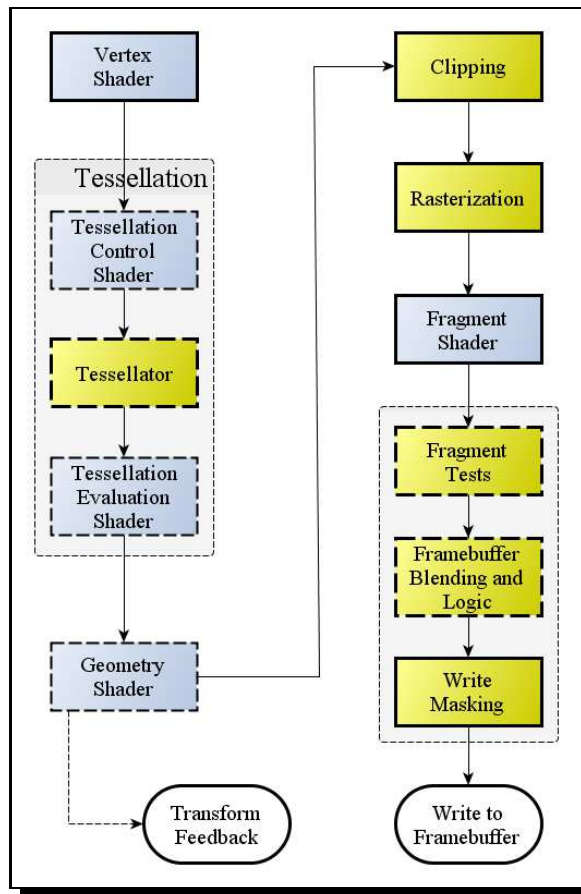 Vertex
Shader
Tessellation
Tessellation
Control
Shader
Tessellator
Tessellation
Evaluation
Shader
Geometry
Shader
Transform
Feedback
Clipping
Rasterization
Fragment
Shader
Fragment
Tests
Framebuffer
Blending and
Logic
Write
Masking
Write to
Framebuffer